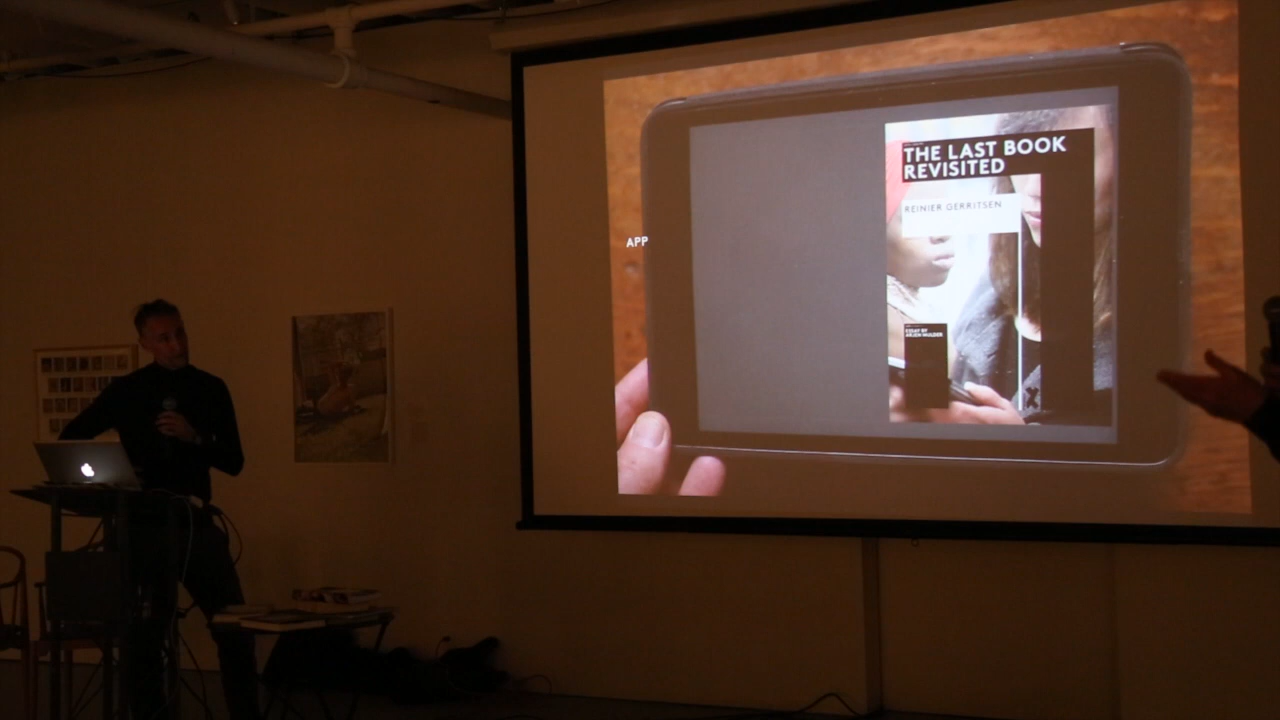 APP
THE LAST BOOK
REVISITED
REINIER GERRITSEN
ESSAY BY
ARJEN MULDER